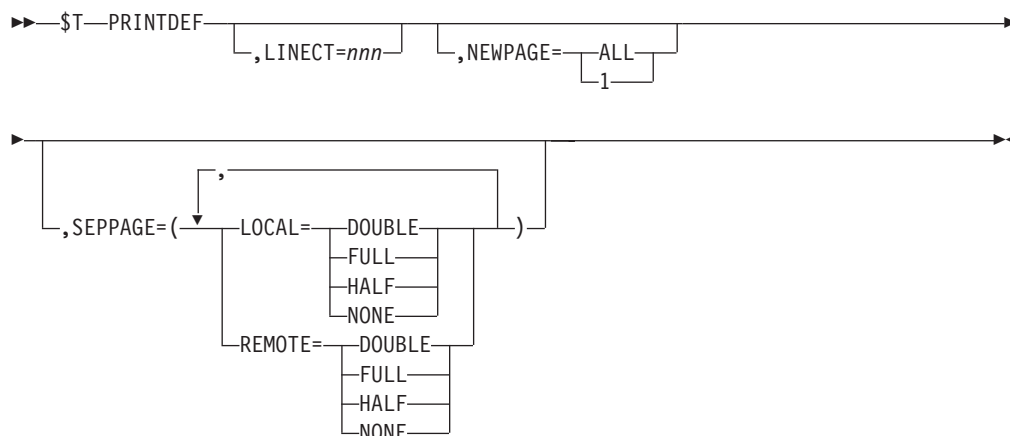 $T PRINTDEF
,LINECT=nnn ,NEWPAGE= ALL
1
,
,SEPPAGE=( LOCAL= DOUBLE )
FULL
HALF
NONE
REMOTE= DOUBLE
FULL
HALF
NONE